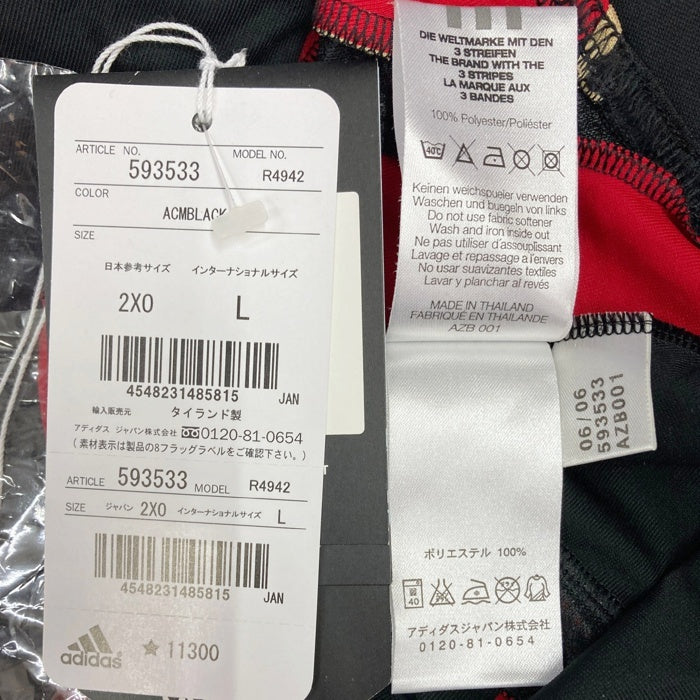 ARTICLE NO. MODEL NO.
593533 R4942
COLOR
ACMBLACK
SIZE
日本参考サイズ インターナショナルサイズ
2XO L
4548231485815 JAN
輸入販売元 タイランド製
アディダス ジャパン株式会社 0120-81-0654
(素材表示は製品の8フラッグラベルをご確認下さい。)
ARTICLE 593533 MODEL R4942
SIZE ジャパン 2XO インターナショナルサイズ L
4548231485815
JAN
adidas ★11300
DIE WELTMARKE MIT DEN
3 STREIFEN
THE BRAND WITH THE
3 STRIPES
LA MARQUE AUX
3 BANDES
100% Polyester/Poliéster
40°C
Keinen weichspueler verwenden
Waschen und buegeln von links
Do not use fabric softener
Wash and iron inside out
Ne pas utiliser d'assouplissant
Lavage et repassage a l'envers
No usar suavizantes textiles
Lavar y planchar al revés
MADE IN THAILAND
FABRIQUÉ EN THAILANDE
AZB 001
ポリエステル 100%
40
アディダスジャパン株式会社
0120-81-0654
06/06
593533
AZB001